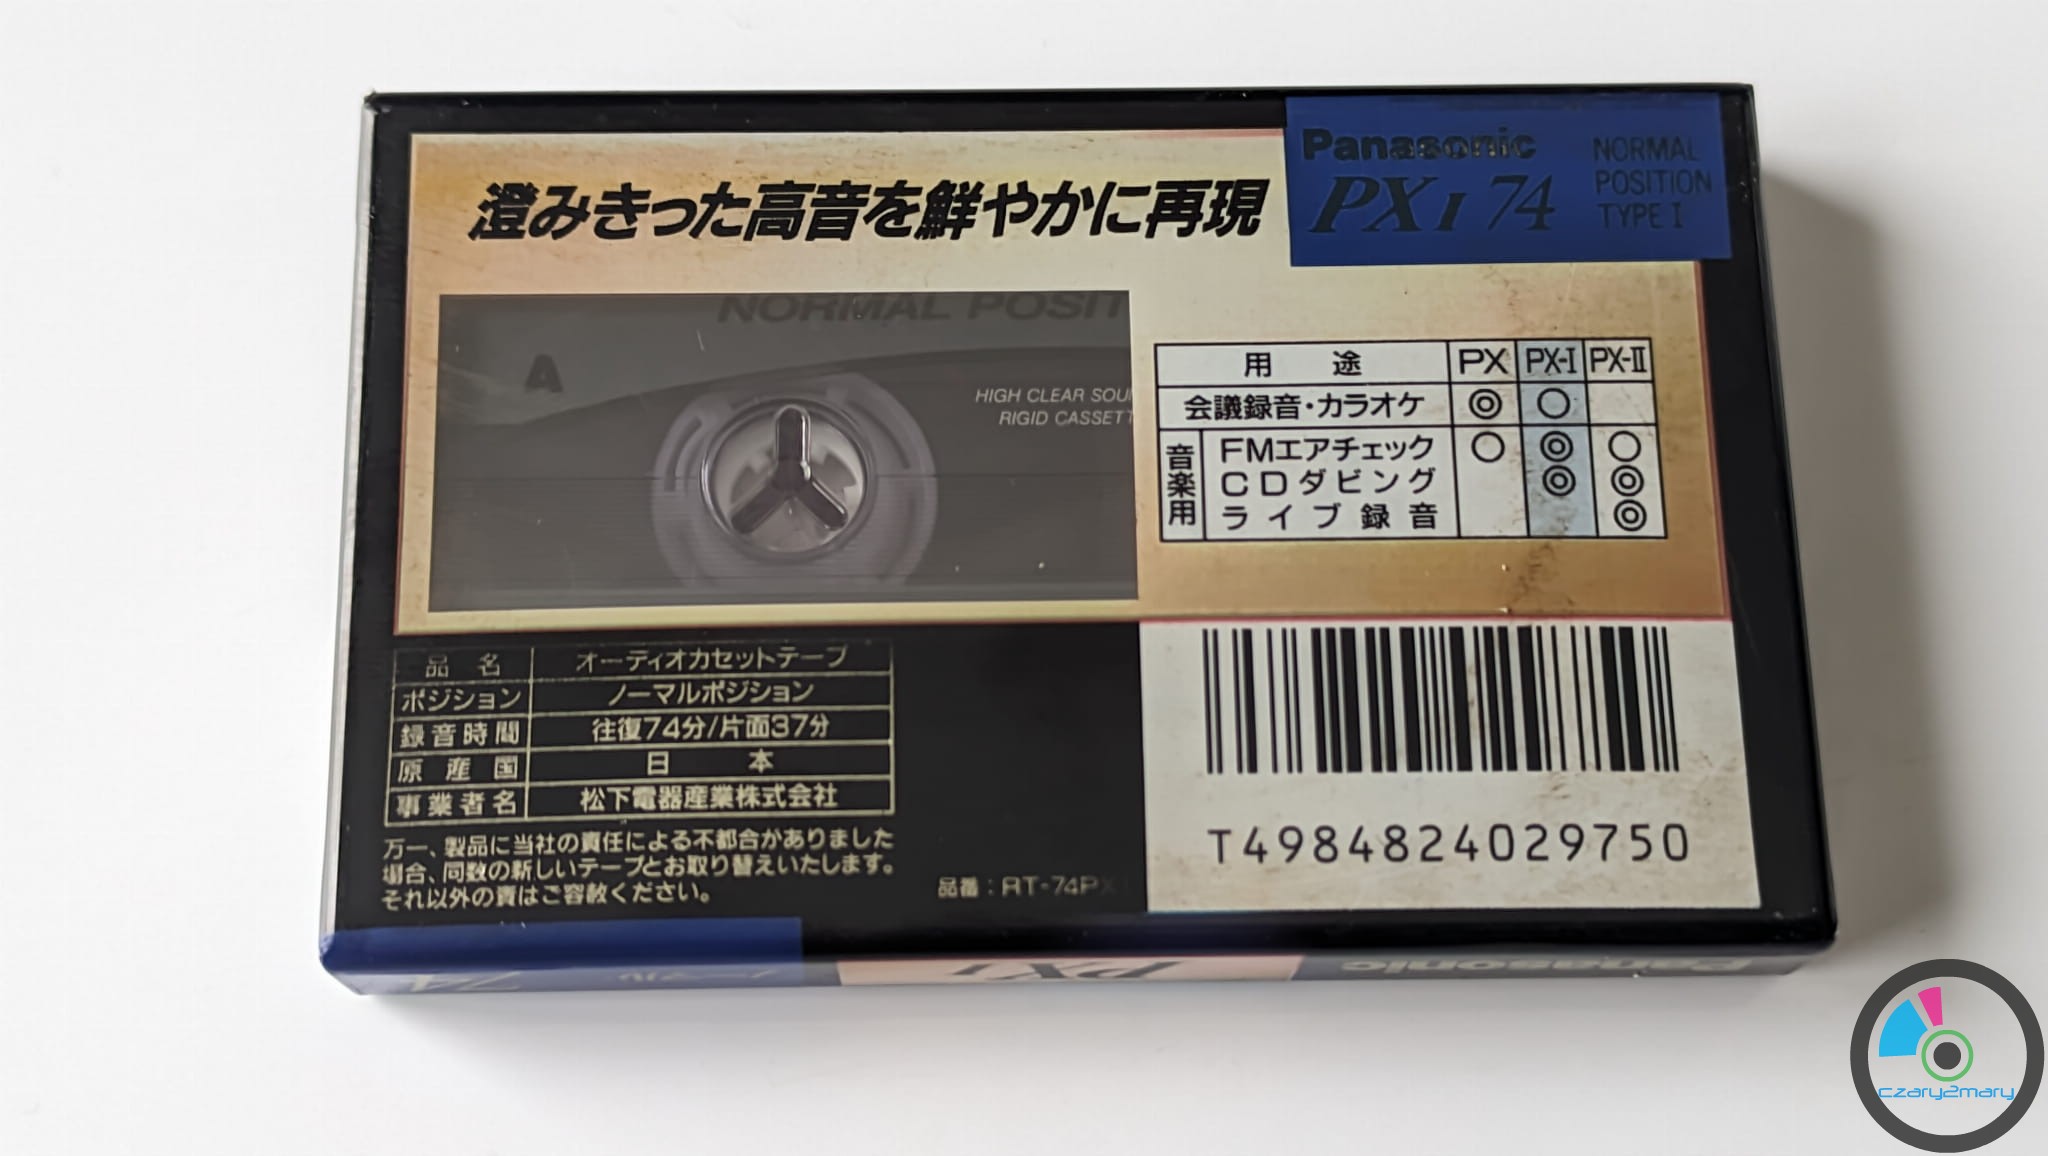 Panasonic
PX I 74
NORMAL
POSITION
TYPE I
澄みきった高音を鮮やかに再現
NORMAL POSIT
A
HIGH CLEAR SOU
RIGID CASSET
用 途 PX PX-I PX-II
会議録音・カラオケ ◎ ○
音楽用
FMエアチェック ○ ◎ ○
CDダビング ◎ ◎
ライブ録音 ◎
品名 オーディオカセットテープ
ポジション ノーマルポジション
録音時間 往復74分/片面37分
原産国 日本
事業者名 松下電器産業株式会社
万一、製品に当社の責任による不都合がありました
場合、同数の新しいテープとお取り替えいたします。
それ以外の責はご容赦ください。
品番：RT-74PX
T4984824029750
74 ノーマル PX I Panasonic
czary2mary